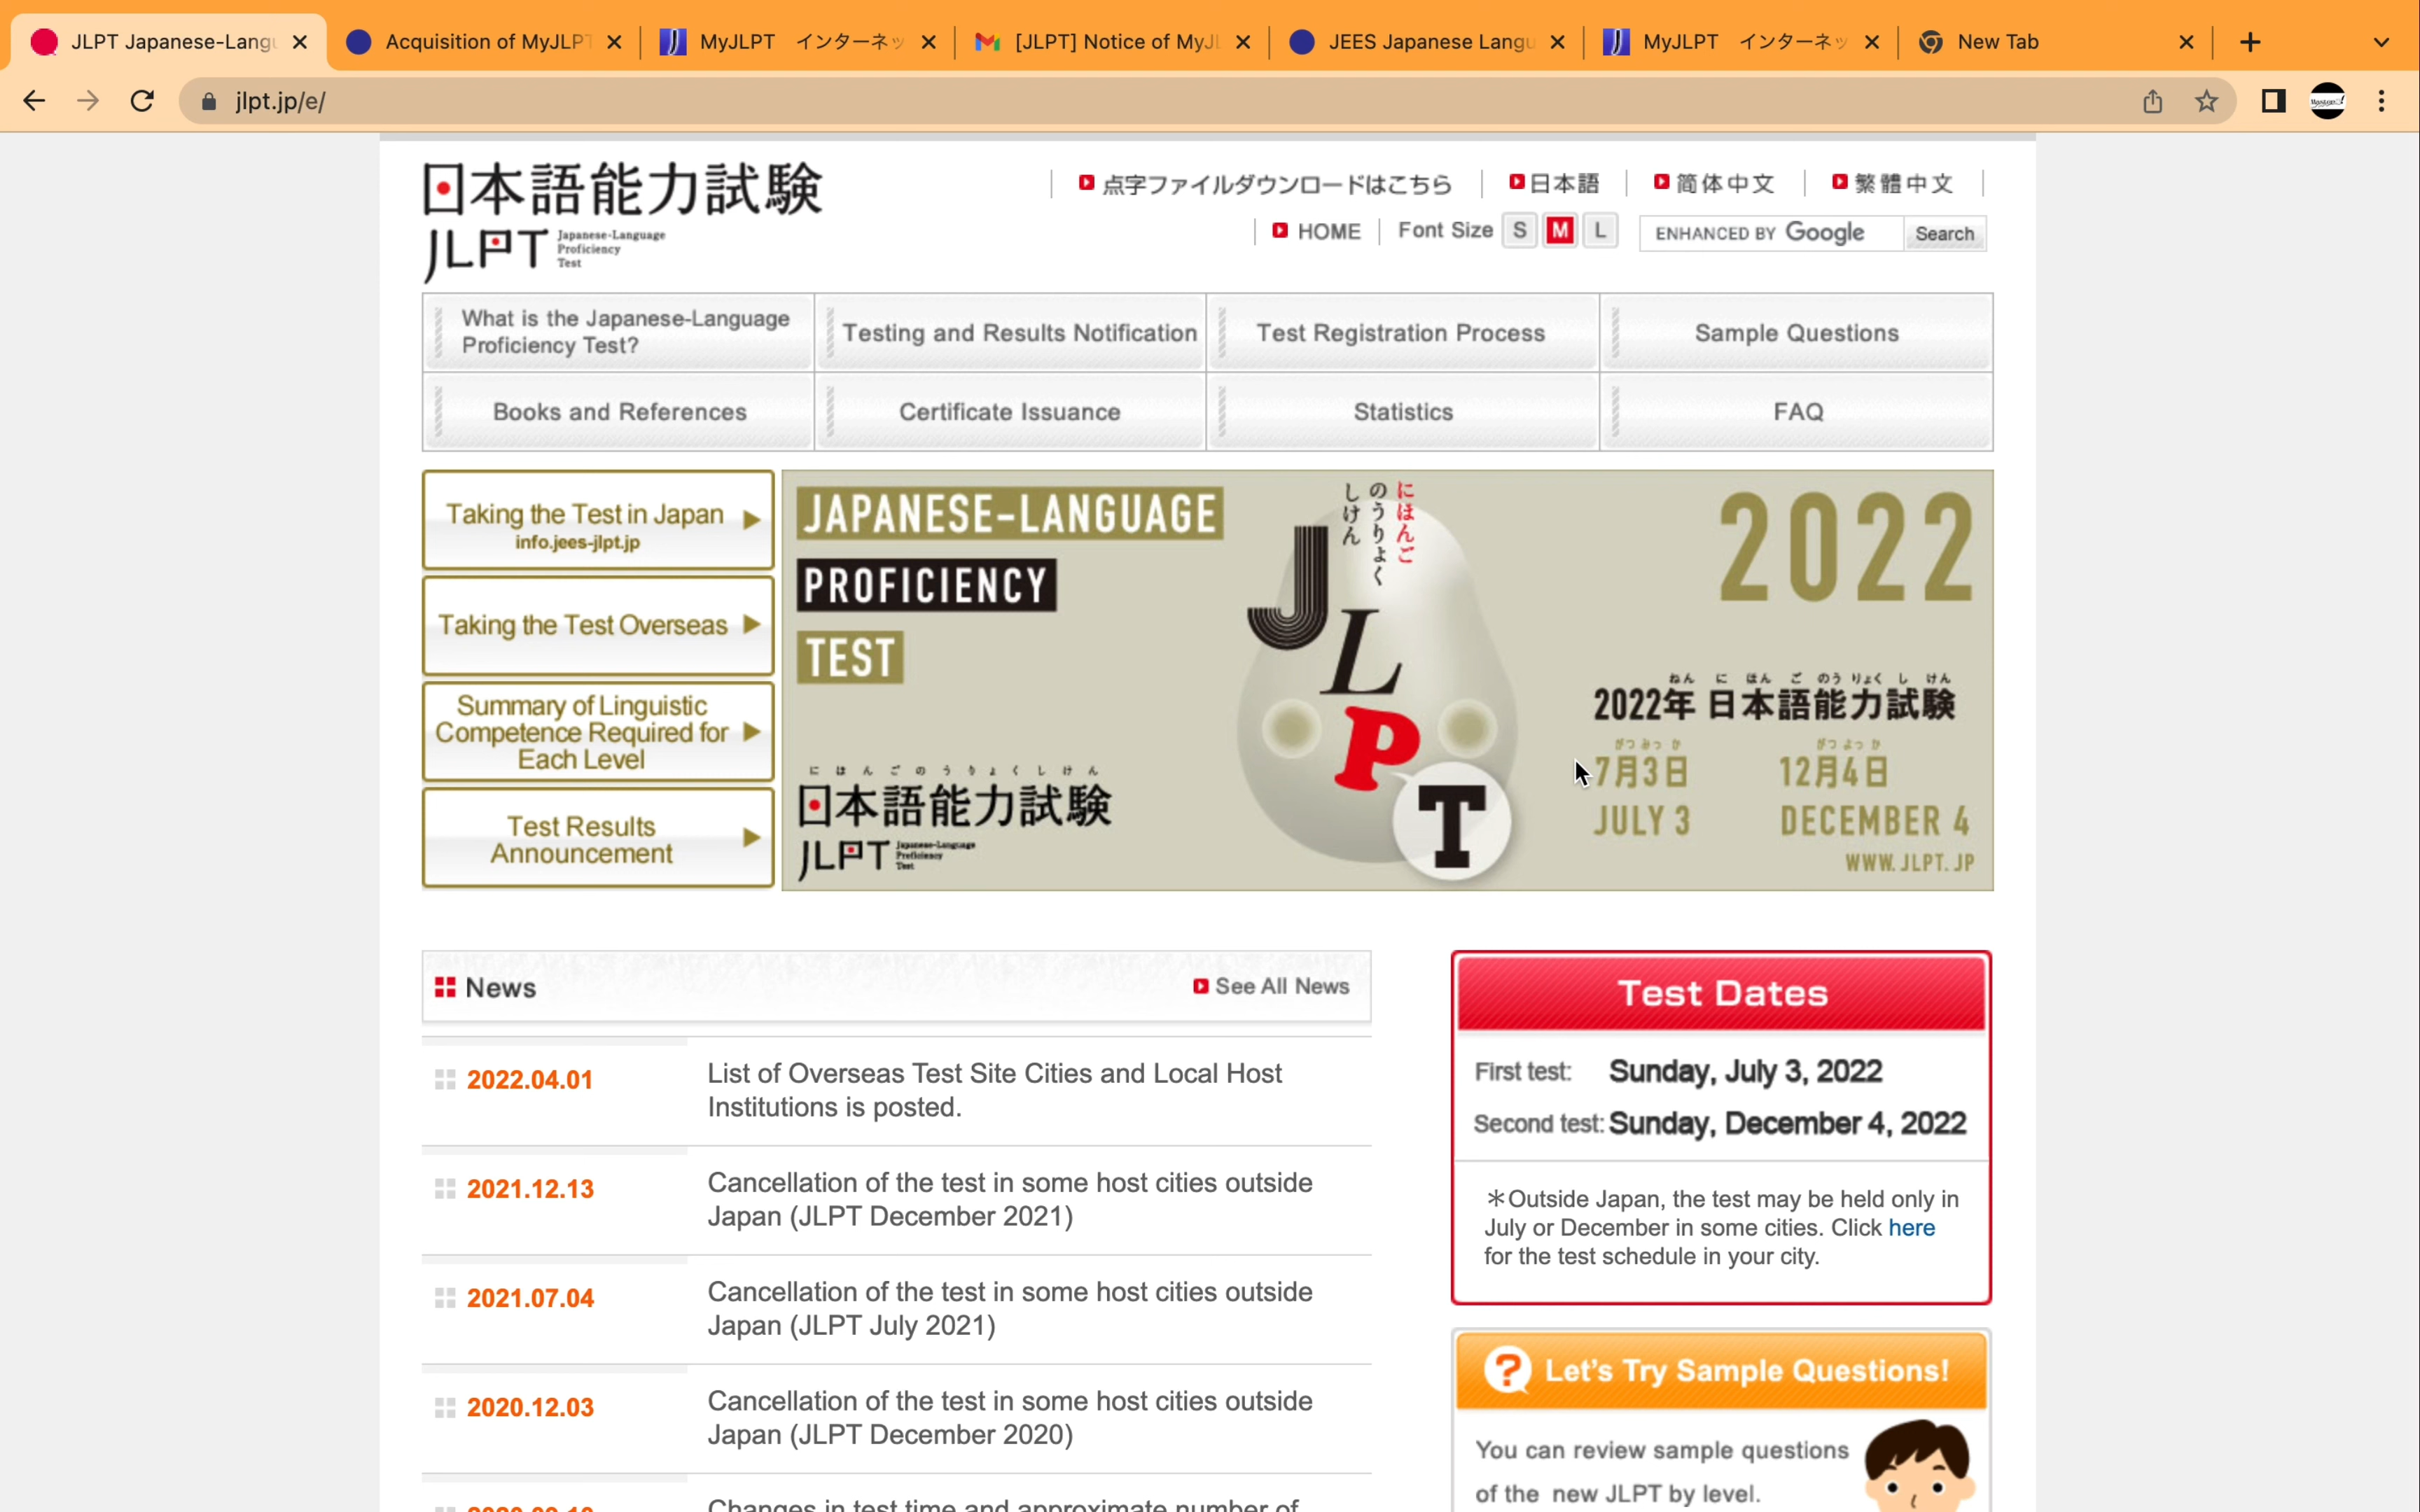 JLPT Japanese-Langu
Acquisition of MyJLPT
MyJLPT インターネッ
[JLPT] Notice of MyJL
JEES Japanese Langu
MyJLPT インターネッ
New Tab
jlpt.jp/e/
日本語能力試験
JLPT
Japanese-Language
Proficiency
Test
点字ファイルダウンロードはこちら
日本語
简体中文
繁體中文
HOME
Font Size S M L
ENHANCED BY Google
Search
What is the Japanese-Language
Proficiency Test?
Testing and Results Notification
Test Registration Process
Sample Questions
Books and References
Certificate Issuance
Statistics
FAQ
Taking the Test in Japan
info.jees-jlpt.jp
Taking the Test Overseas
Summary of Linguistic
Competence Required for
Each Level
Test Results
Announcement
JAPANESE-LANGUAGE
PROFICIENCY
TEST
にほんご
のうりょく
しけん
JLPT
にほんごのうりょくしけん
日本語能力試験
JLPT
Japanese-Language
Proficiency
Test
2022
ねん に ほん ご のう りょく し けん
2022年 日本語能力試験
がつ みっ か
7月3日
JULY 3
がつ よっ か
12月4日
DECEMBER 4
WWW.JLPT.JP
News
See All News
2022.04.01
List of Overseas Test Site Cities and Local Host
Institutions is posted.
2021.12.13
Cancellation of the test in some host cities outside
Japan (JLPT December 2021)
2021.07.04
Cancellation of the test in some host cities outside
Japan (JLPT July 2021)
2020.12.03
Cancellation of the test in some host cities outside
Japan (JLPT December 2020)
Changes in test time and approximate number of
Test Dates
First test: Sunday, July 3, 2022
Second test: Sunday, December 4, 2022
＊Outside Japan, the test may be held only in
July or December in some cities. Click here
for the test schedule in your city.
? Let's Try Sample Questions!
You can review sample questions
of the new JLPT by level.